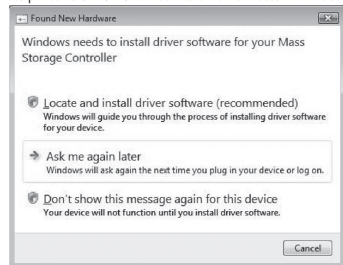 Found New Hardware
Windows needs to install driver software for your Mass
Storage Controller
Locate and install driver software (recommended)
Windows will guide you through the process of installing driver software
for your device.
Ask me again later
Windows will ask again the next time you plug in your device or log on.
Don't show this message again for this device
Your device will not function until you install driver software.
Cancel